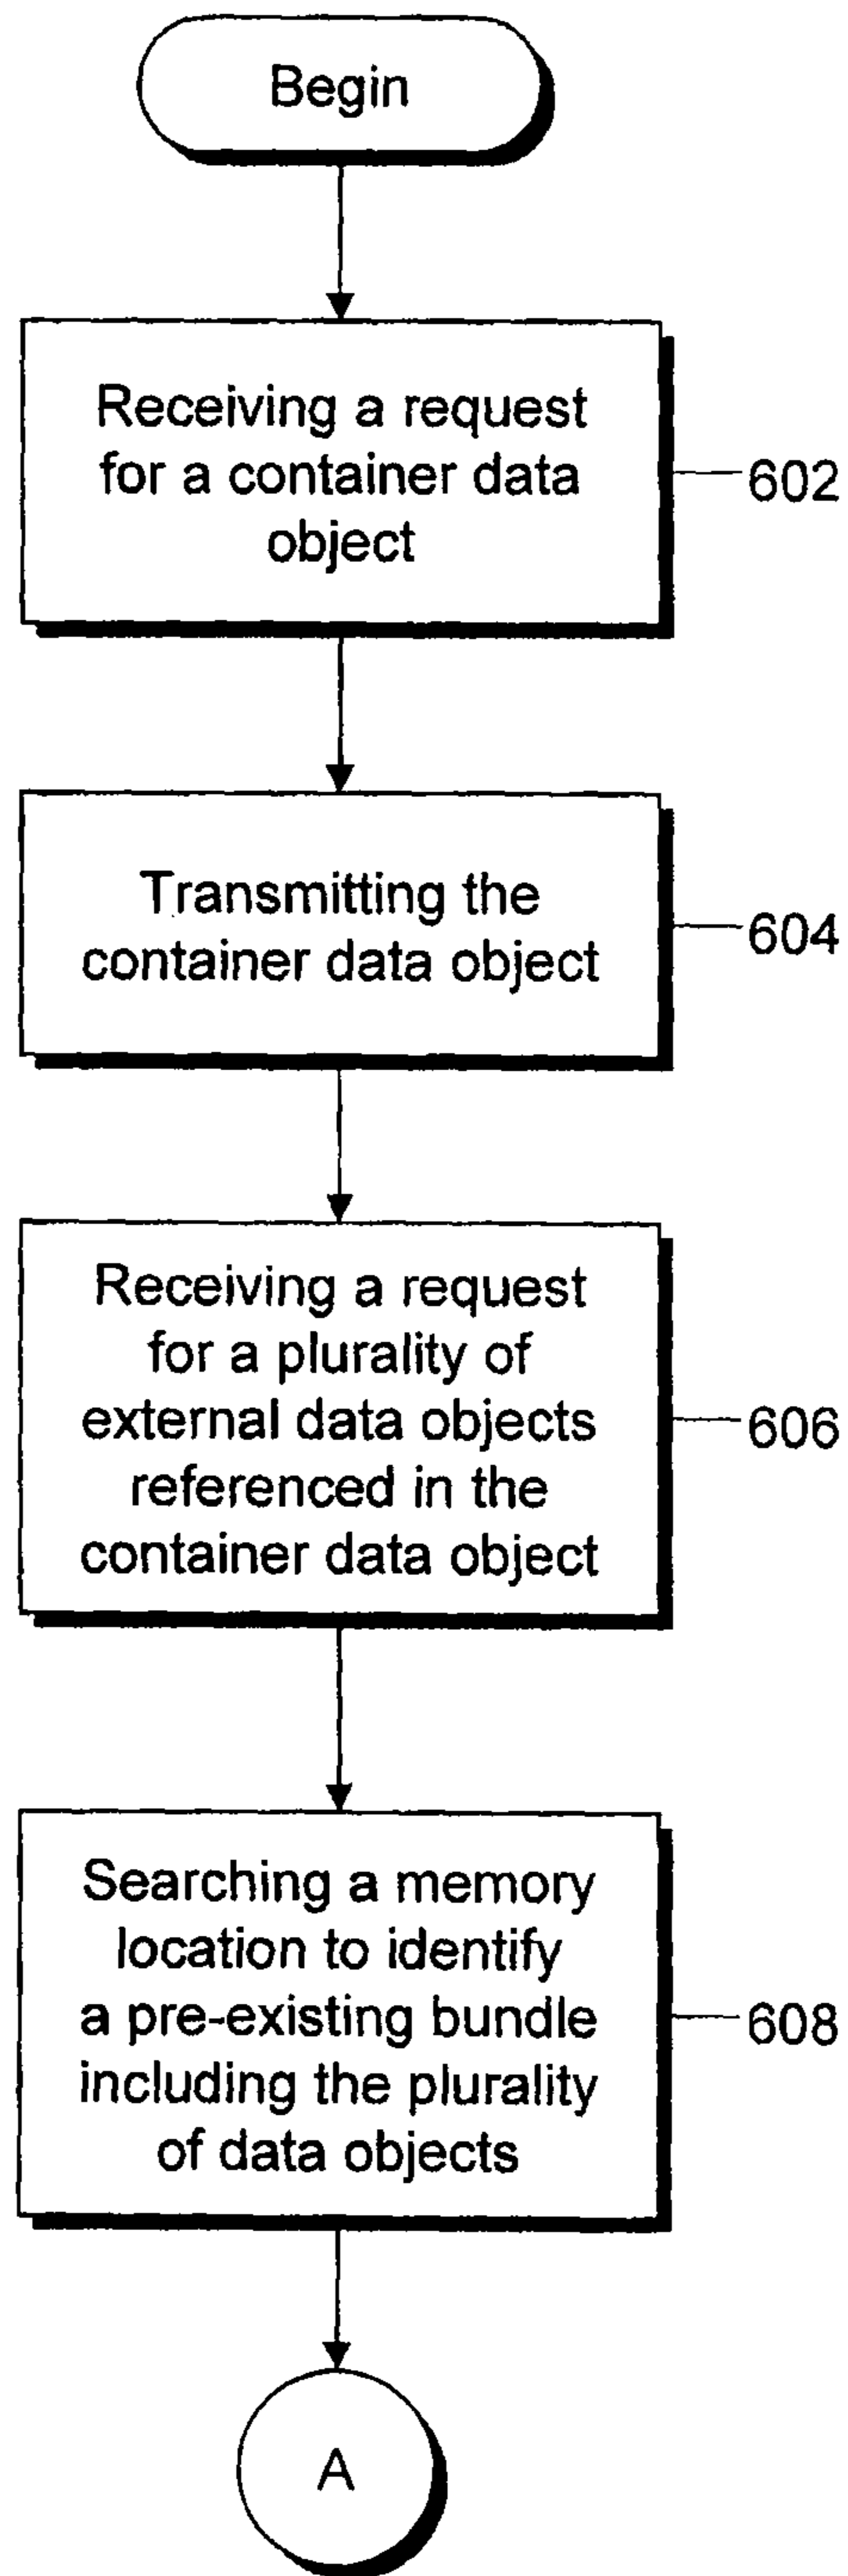 Begin
Receiving a request
for a container data
object
602
Transmitting the
container data object
604
Receiving a request
for a plurality of
external data objects
referenced in the
container data object
606
Searching a memory
location to identify
a pre-existing bundle
including the plurality
of data objects
608
A